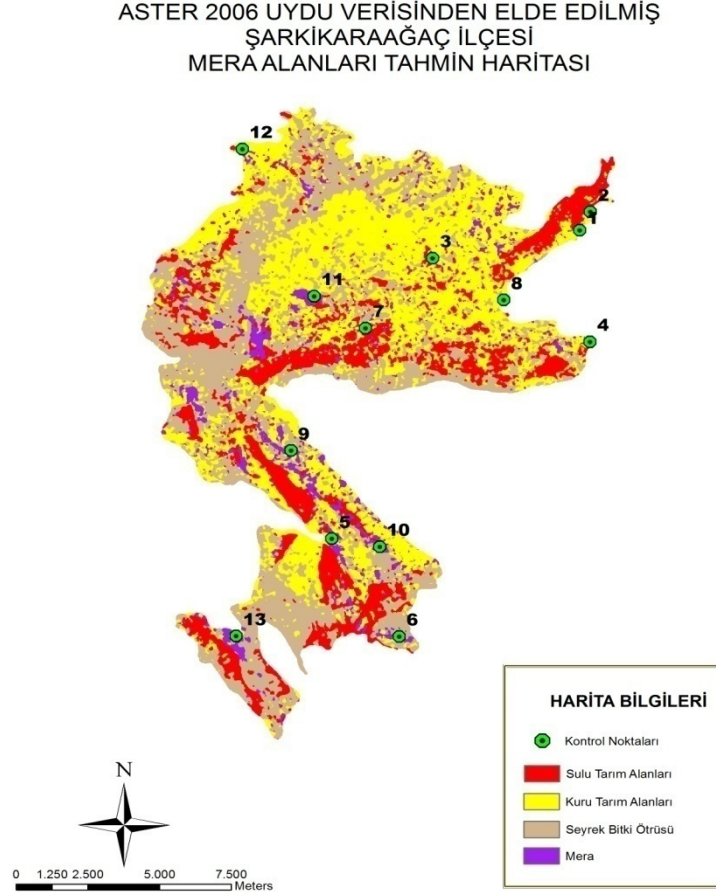 ASTER 2006 UYDU VERİSİNDEN ELDE EDİLMİŞ
ŞARKİKARAAĞAÇ İLÇESİ
MERA ALANLARI TAHMİN HARİTASI
12
2
1
3
11
8
7
4
9
5
10
13
6
HARİTA BİLGİLERİ
Kontrol Noktaları
Sulu Tarım Alanları
Kuru Tarım Alanları
Seyrek Bitki Ötrüsü
Mera
N
0 1.250 2.500 5.000 7.500
Meters